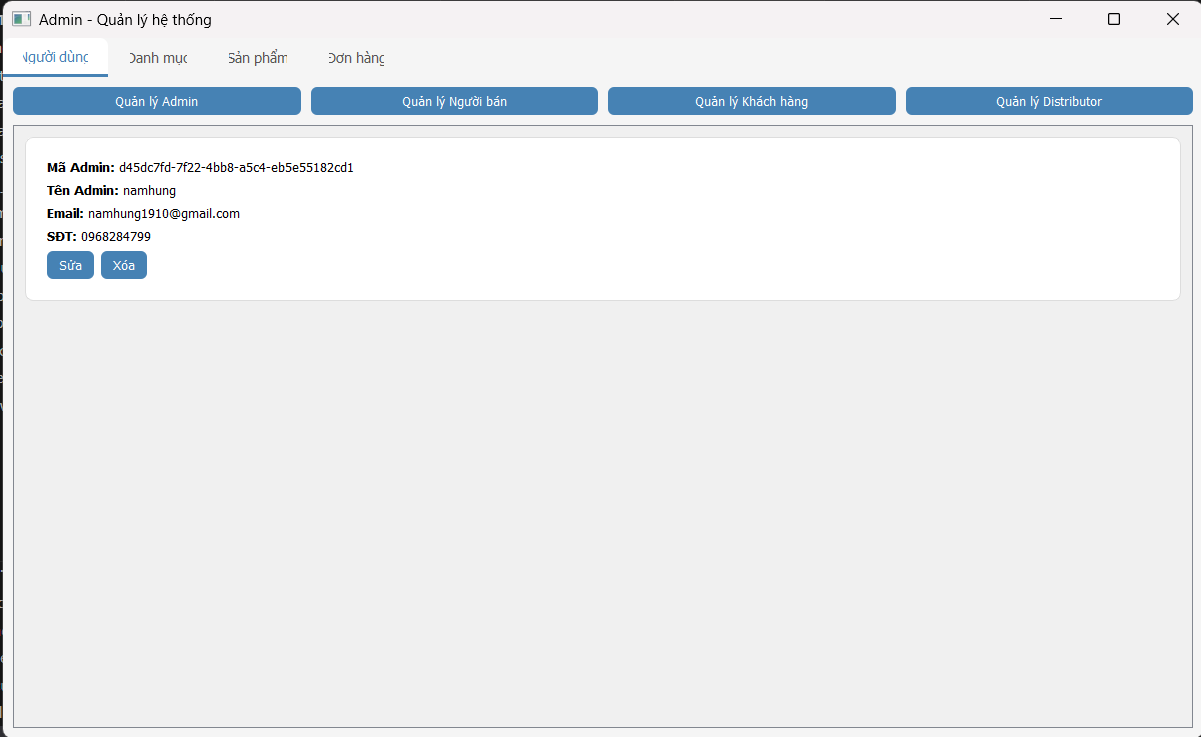 Admin - Quản lý hệ thống
Người dùng Danh mục Sản phẩm Đơn hàng
Quản lý Admin Quản lý Người bán Quản lý Khách hàng Quản lý Distributor
Mã Admin: d45dc7fd-7f22-4bb8-a5c4-eb5e55182cd1
Tên Admin: namhung
Email: namhung1910@gmail.com
SĐT: 0968284799
Sửa Xóa